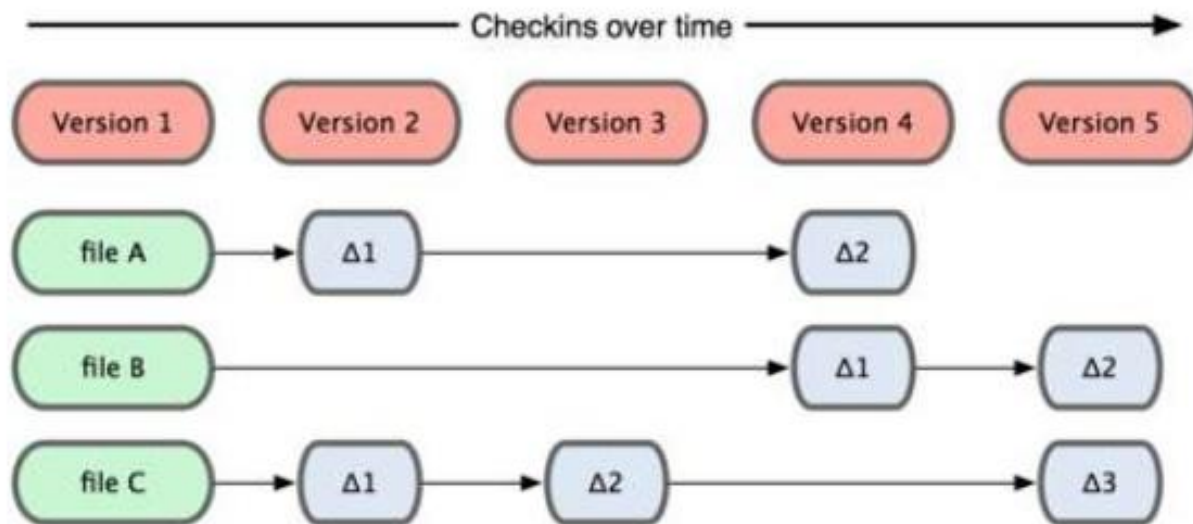 Checkins over time
Version 1 Version 2 Version 3 Version 4 Version 5
file A Δ1 Δ2
file B Δ1 Δ2
file C Δ1 Δ2 Δ3